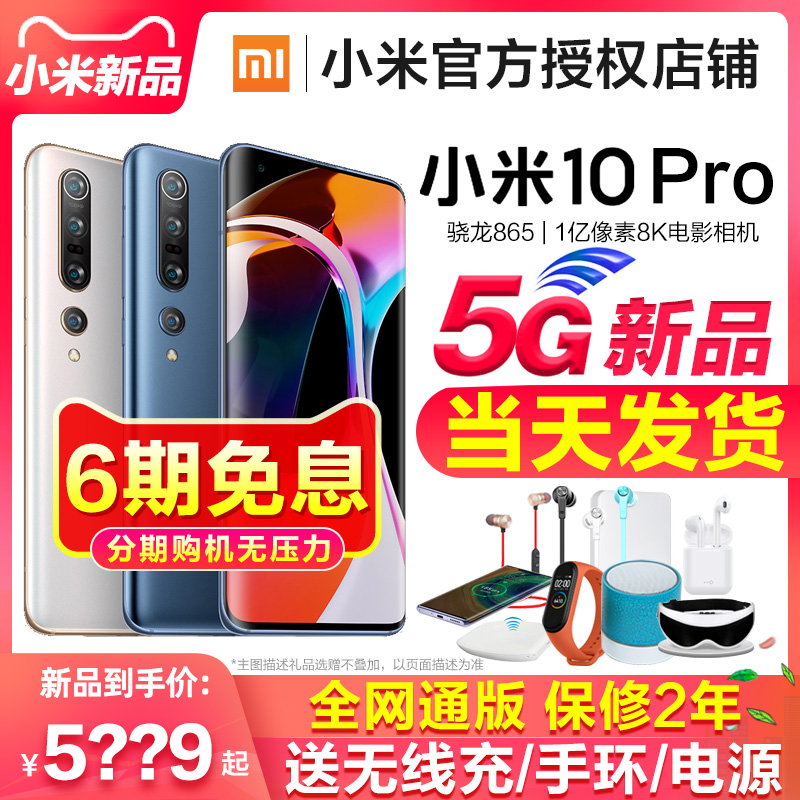 小米新品
mi
小米官方授权店铺
小米10 Pro
骁龙865 | 1亿像素8K电影相机
5G新品
当天发货
6期免息
分期购机无压力
02:00
*主图描述礼品选赠不叠加，以页面描述为准
新品到手价：
¥5??9起
全网通版 保修2年
送无线充/手环/电源